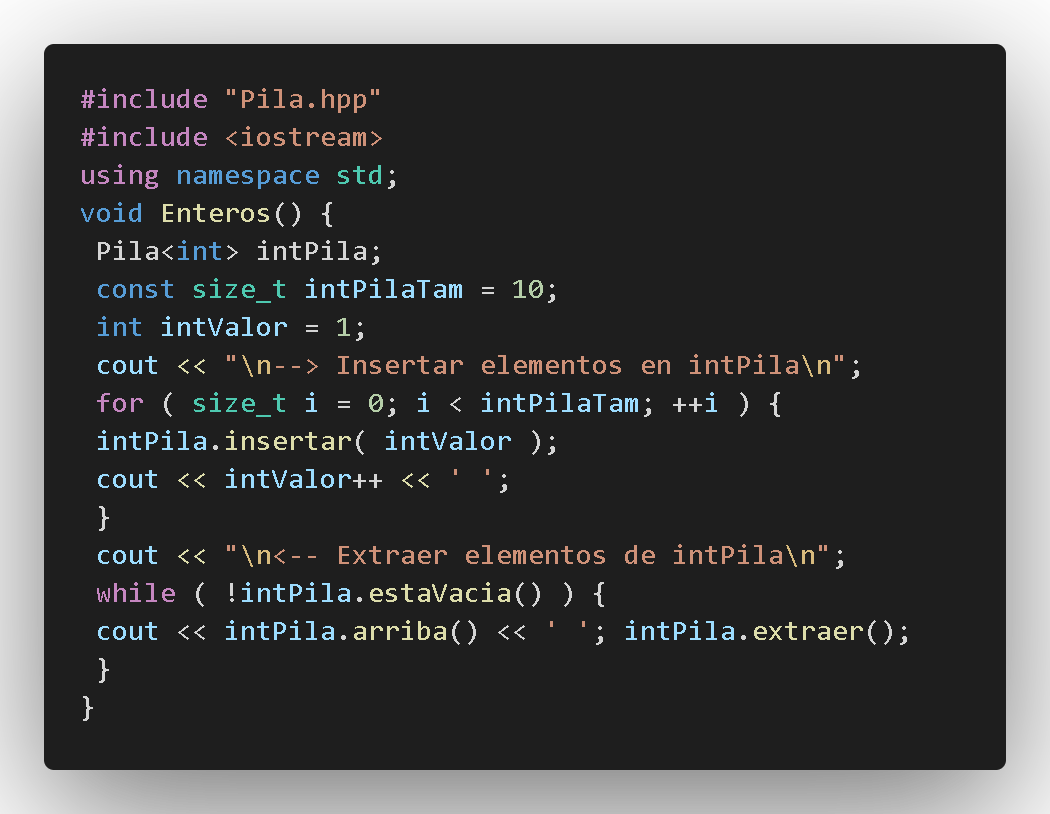 #include "Pila.hpp"
#include <iostream>
using namespace std;
void Enteros() {
 Pila<int> intPila;
 const size_t intPilaTam = 10;
 int intValor = 1;
 cout << "\n--> Insertar elementos en intPila\n";
 for ( size_t i = 0; i < intPilaTam; ++i ) {
 intPila.insertar( intValor );
 cout << intValor++ << ' ';
 }
 cout << "\n<-- Extraer elementos de intPila\n";
 while ( !intPila.estaVacia() ) {
 cout << intPila.arriba() << ' '; intPila.extraer();
 }
}